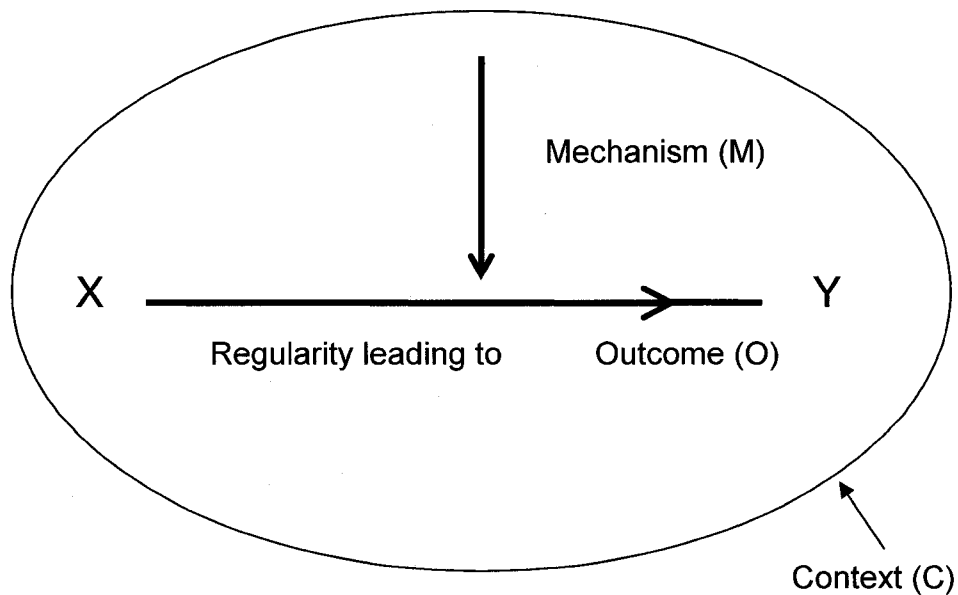 Mechanism (M)
X
Y
Regularity leading to
Outcome (O)
Context (C)